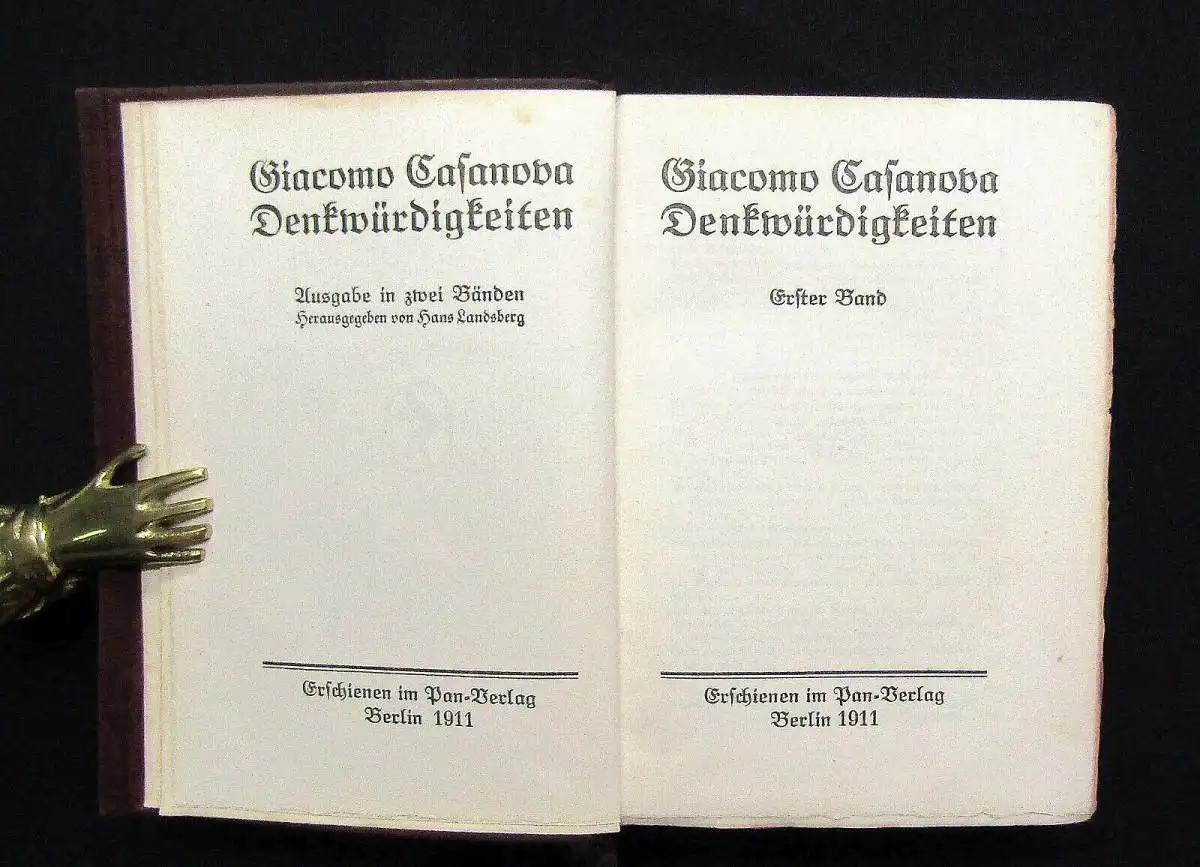 Giacomo Caſanova
Denkwürdigkeiten
Ausgabe in zwei Bänden
Herausgegeben von Hans Landsberg
Erſchienen im Pan-Verlag
Berlin 1911
Giacomo Caſanova
Denkwürdigkeiten
Erſter Band
Erſchienen im Pan-Verlag
Berlin 1911